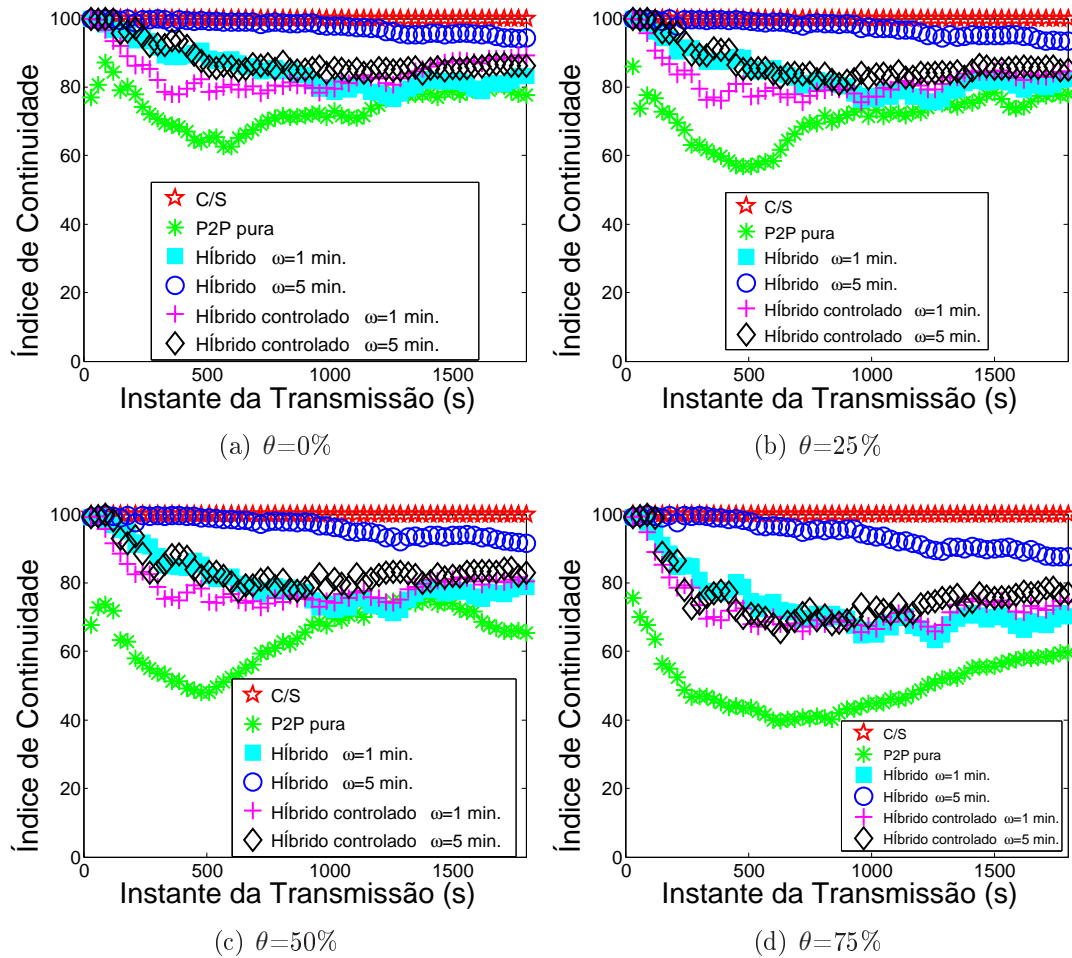 100
80
60
40
20
0
Índice de Continuidade
C/S
P2P pura
HÍbrido ω=1 min.
HÍbrido ω=5 min.
HÍbrido controlado ω=1 min.
HÍbrido controlado ω=5 min.
0 500 1000 1500
Instante da Transmissão (s)
(a) θ=0%
100
80
60
40
20
0
Índice de Continuidade
C/S
P2P pura
HÍbrido ω=1 min.
HÍbrido ω=5 min.
HÍbrido controlado ω=1 min.
HÍbrido controlado ω=5 min.
0 500 1000 1500
Instante da Transmissão (s)
(b) θ=25%
100
80
60
40
20
0
Índice de Continuidade
C/S
P2P pura
HÍbrido ω=1 min.
HÍbrido ω=5 min.
HÍbrido controlado ω=1 min.
HÍbrido controlado ω=5 min.
0 500 1000 1500
Instante da Transmissão (s)
(c) θ=50%
100
80
60
40
20
0
Índice de Continuidade
C/S
P2P pura
HÍbrido ω=1 min.
HÍbrido ω=5 min.
HÍbrido controlado ω=1 min.
HÍbrido controlado ω=5 min.
0 500 1000 1500
Instante da Transmissão (s)
(d) θ=75%